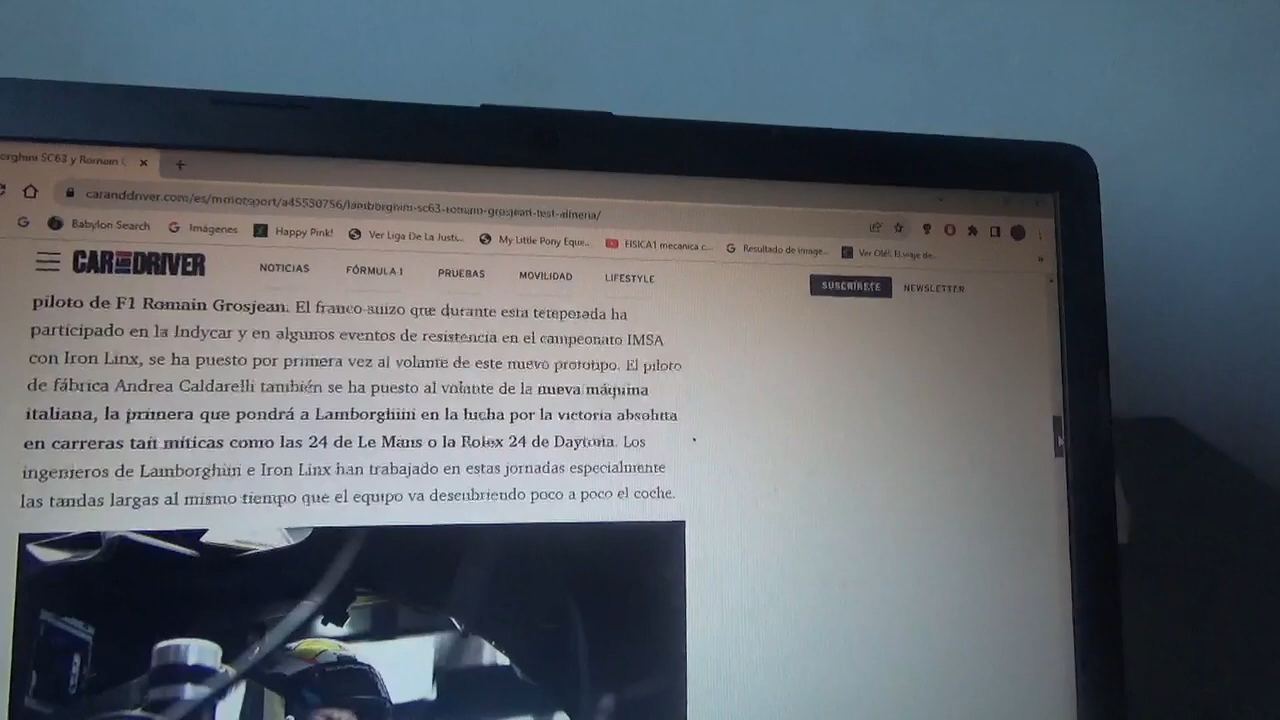 orghini SC63 y Romain G
caranddriver.com/es/motorsport/a45550756/lamborghini-sc63-romain-grosjean-test-almeria/
Babylon Search Imágenes Happy Pink! Ver Liga De La Justi... My Little Pony Eque... FISICA1 mecanica c... Resultado de image... Ver Olé!: El viaje de...
CAR AND DRIVER NOTICIAS FÓRMULA 1 PRUEBAS MOVILIDAD LIFESTYLE SUSCRÍBETE NEWSLETTER
piloto de F1 Romain Grosjean. El franco-suizo que durante esta temporada ha
participado en la Indycar y en algunos eventos de resistencia en el campeonato IMSA
con Iron Linx, se ha puesto por primera vez al volante de este nuevo prototipo. El piloto
de fábrica Andrea Caldarelli también se ha puesto al volante de la nueva máquina
italiana, la primera que pondrá a Lamborghini en la lucha por la victoria absoluta
en carreras tan míticas como las 24 de Le Mans o la Rolex 24 de Daytona. Los
ingenieros de Lamborghini e Iron Linx han trabajado en estas jornadas especialmente
las tandas largas al mismo tiempo que el equipo va descubriendo poco a poco el coche.